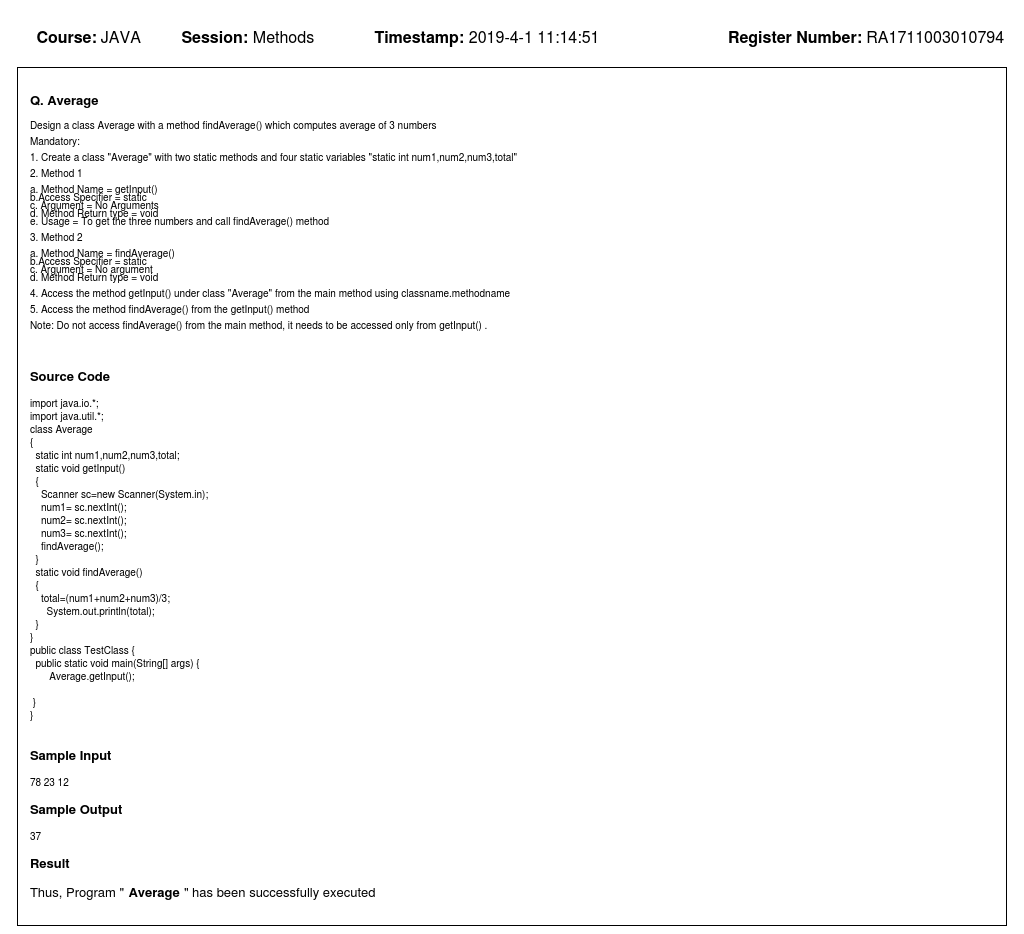 Course: JAVA Session: Methods Timestamp: 2019-4-1 11:14:51 Register Number: RA1711003010794
Q. Average
Design a class Average with a method findAverage() which computes average of 3 numbers
Mandatory:
1. Create a class "Average" with two static methods and four static variables "static int num1,num2,num3,total"
2. Method 1
a. Method Name = getInput()
b.Access Specifier = static
c. Argument = No Arguments
d. Method Return type = void
e. Usage = To get the three numbers and call findAverage() method
3. Method 2
a. Method Name = findAverage()
b.Access Specifier = static
c. Argument = No argument
d. Method Return type = void
4. Access the method getInput() under class "Average" from the main method using classname.methodname
5. Access the method findAverage() from the getInput() method
Note: Do not access findAverage() from the main method, it needs to be accessed only from getInput() .
Source Code
import java.io.*;
import java.util.*;
class Average
{
static int num1,num2,num3,total;
static void getInput()
{
Scanner sc=new Scanner(System.in);
num1= sc.nextInt();
num2= sc.nextInt();
num3= sc.nextInt();
findAverage();
}
static void findAverage()
{
total=(num1+num2+num3)/3;
System.out.println(total);
}
}
public class TestClass {
public static void main(String[] args) {
Average.getInput();
}
}
Sample Input
78 23 12
Sample Output
37
Result
Thus, Program " Average " has been successfully executed